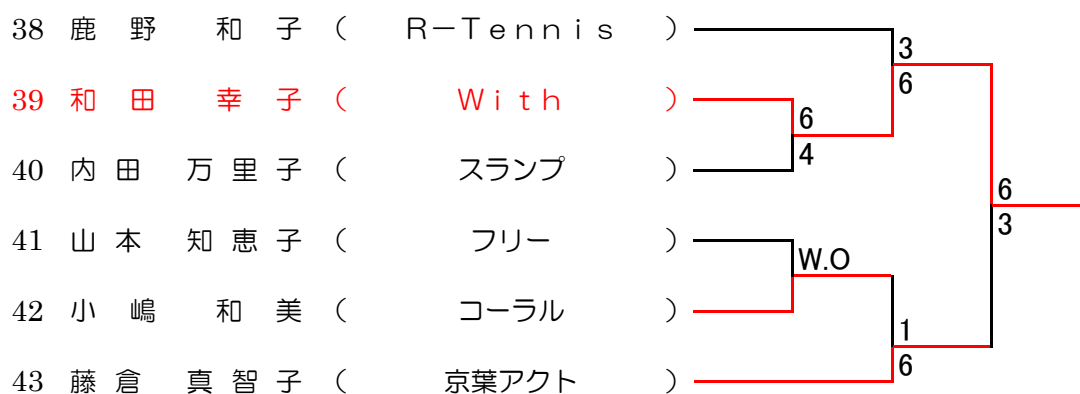 38 鹿野 和子 ( R-Tennis )
3
39 和田 幸子 ( With )
6
6
4
40 内田 万里子 ( スランプ )
6
3
41 山本 知恵子 ( フリー )
W.O
42 小嶋 和美 ( コーラル )
1
6
43 藤倉 真智子 ( 京葉アクト )